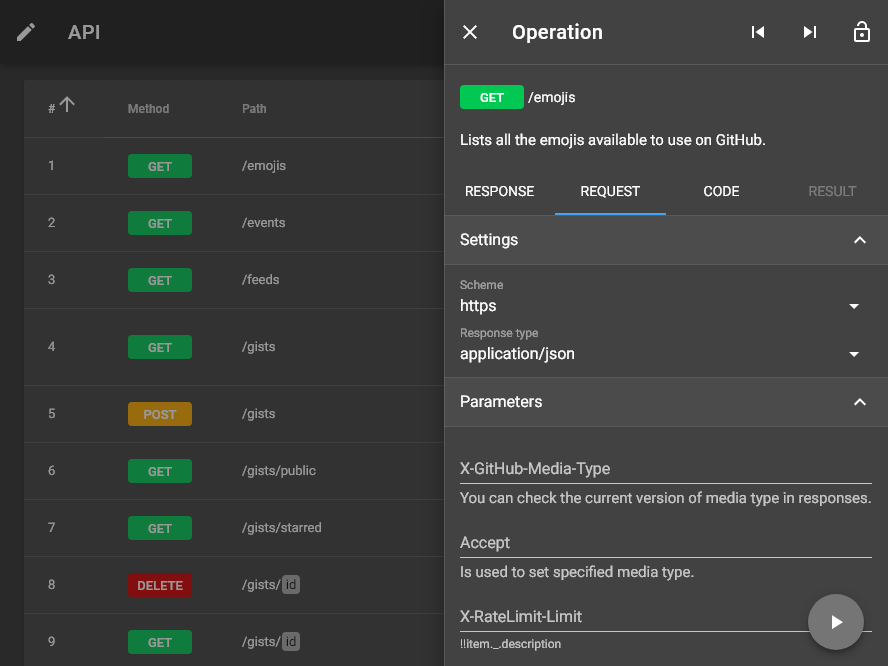 API
# Method Path
1 GET /emojis
2 GET /events
3 GET /feeds
4 GET /gists
5 POST /gists
6 GET /gists/public
7 GET /gists/starred
8 DELETE /gists/ id
9 GET /gists/ id
Operation
GET /emojis
Lists all the emojis available to use on GitHub.
RESPONSE REQUEST CODE RESULT
Settings
Scheme
https
Response type
application/json
Parameters
X-GitHub-Media-Type
You can check the current version of media type in responses.
Accept
Is used to set specified media type.
X-RateLimit-Limit
!!item._.description